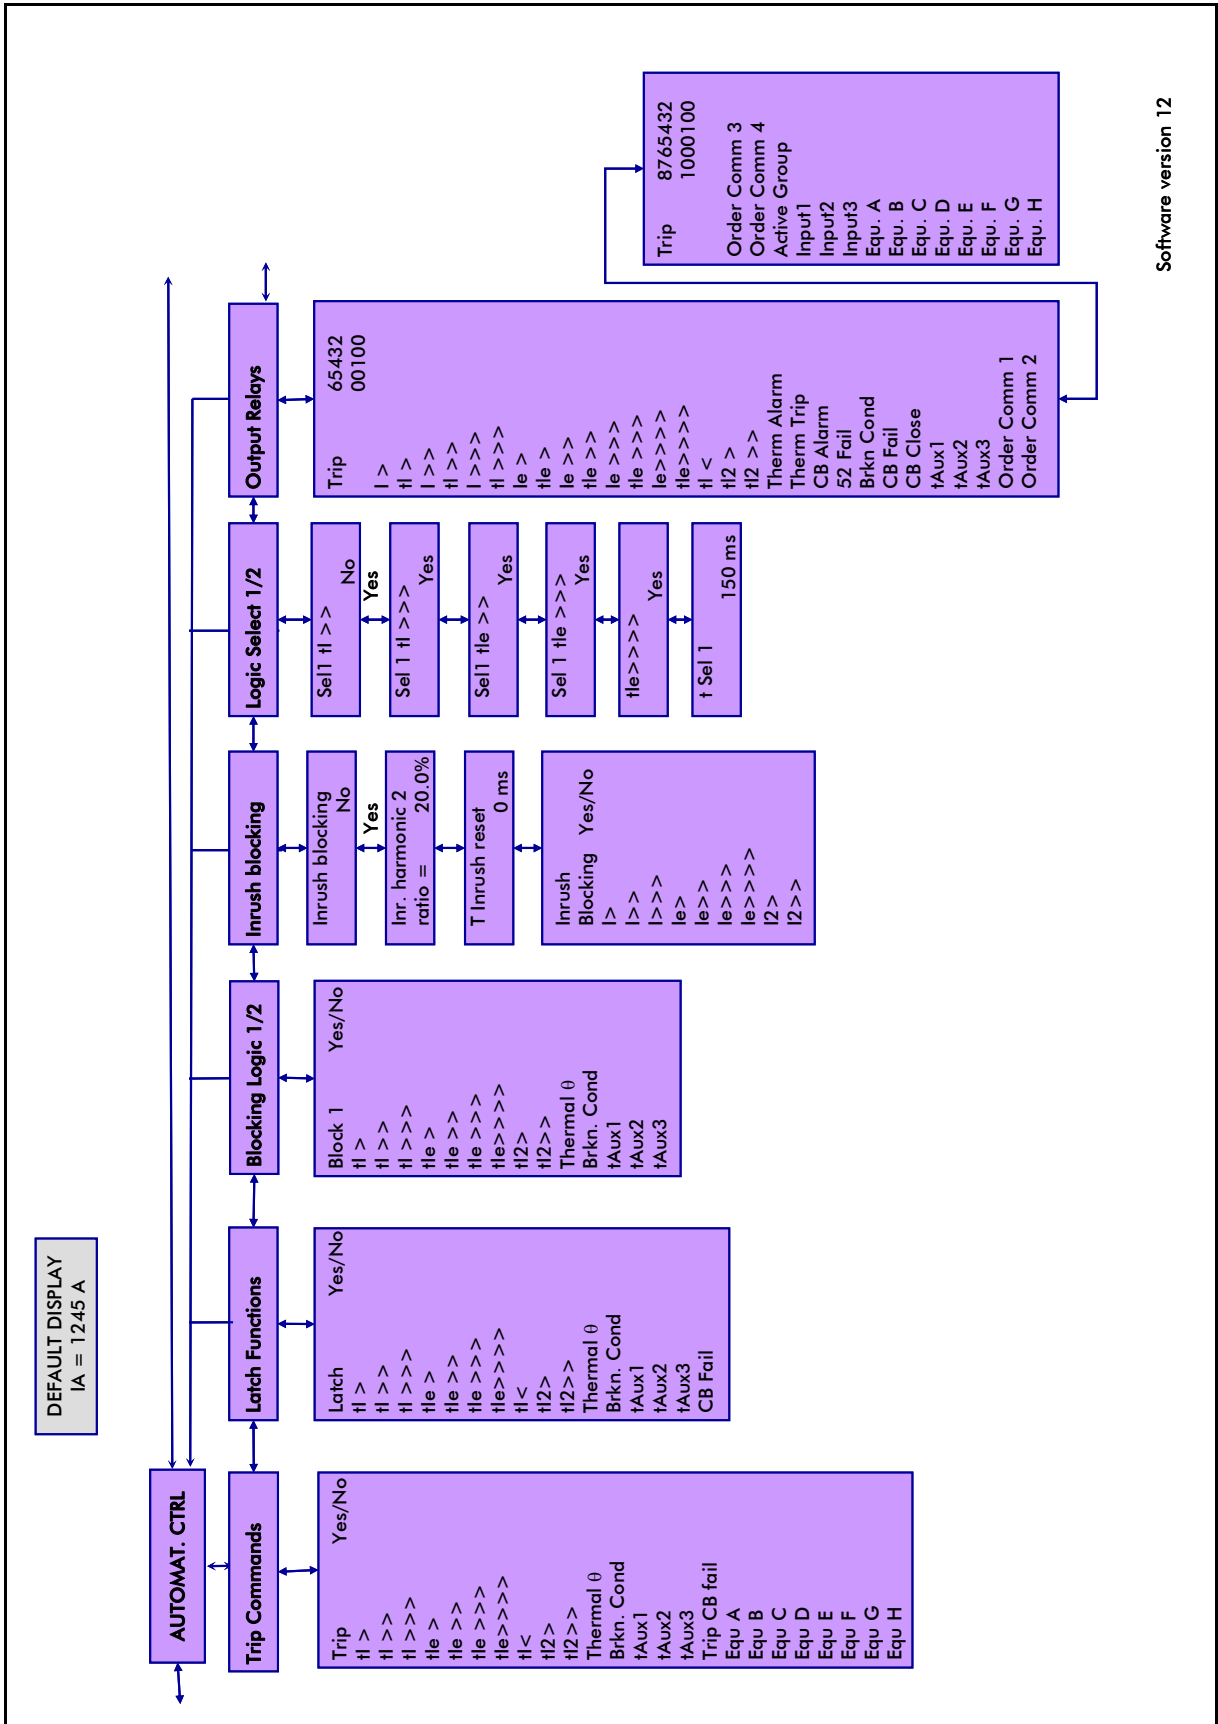 DEFAULT DISPLAY
IA = 1245 A
AUTOMAT. CTRL
Trip Commands
Trip Yes/No
tI >
tI >>
tI >>>
tIe >
tIe >>
tIe >>>
tIe>>>>
tI<
tI2>
tI2>>
Thermal θ
Brkn. Cond
tAux1
tAux2
tAux3
Trip CB fail
Equ A
Equ B
Equ C
Equ D
Equ E
Equ F
Equ G
Equ H
Latch Functions
Latch Yes/No
tI >
tI >>
tI >>>
tIe >
tIe >>
tIe >>>
tIe>>>>
tI<
tI2>
tI2>>
Thermal θ
Brkn. Cond
tAux1
tAux2
tAux3
CB Fail
Blocking Logic 1/2
Block 1 Yes/No
tI >
tI >>
tI >>>
tIe >
tIe >>
tIe >>>
tIe>>>>
tI2>
tI2>>
Thermal θ
Brkn. Cond
tAux1
tAux2
tAux3
Inrush blocking
Inrush blocking
No
Yes
Inr. harmonic 2
ratio = 20.0%
T Inrush reset
0 ms
Inrush
Blocking Yes/No
I>
I>>
I>>>
Ie>
Ie>>
Ie>>>
Ie>>>>
I2>
I2>>
Logic Select 1/2
Sel1 tI >>
No
Yes
Sel 1 tI >>>
Yes
Sel1 tIe >>
Yes
Sel 1 tIe >>>
Yes
tIe>>>>
Yes
t Sel 1
150 ms
Output Relays
Trip 65432
00100
I >
tI >
I >>
tI >>
I >>>
tI >>>
Ie >
tIe >
Ie >>
tIe >>
Ie >>>
tIe >>>
Ie>>>>
tIe>>>>
tI <
tI2 >
tI2 >>
Therm Alarm
Therm Trip
CB Alarm
52 Fail
Brkn Cond
CB Fail
CB Close
tAux1
tAux2
tAux3
Order Comm 1
Order Comm 2
Trip 8765432
1000100
Order Comm 3
Order Comm 4
Active Group
Input1
Input2
Input3
Equ. A
Equ. B
Equ. C
Equ. D
Equ. E
Equ. F
Equ. G
Equ. H
Software version 12